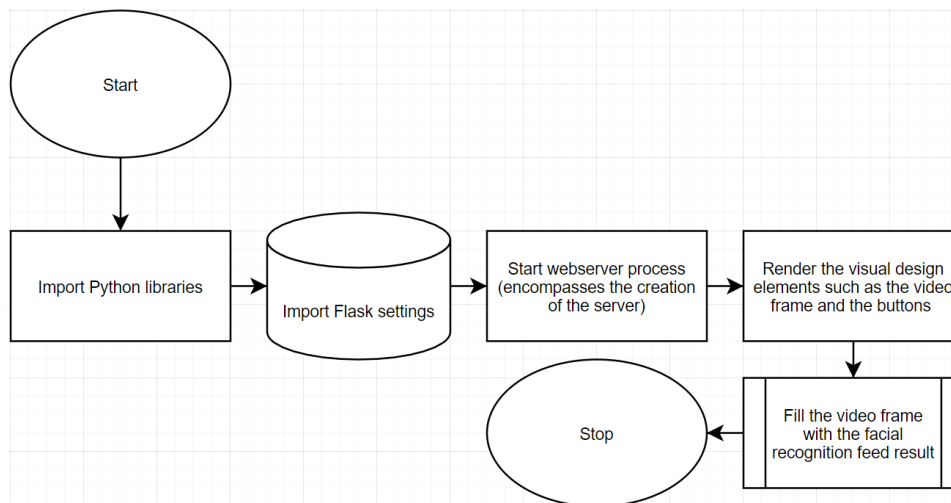 Start
Import Python libraries
Import Flask settings
Start webserver process
(encompasses the creation
of the server)
Render the visual design
elements such as the video
frame and the buttons
Fill the video frame
with the facial
recognition feed result
Stop